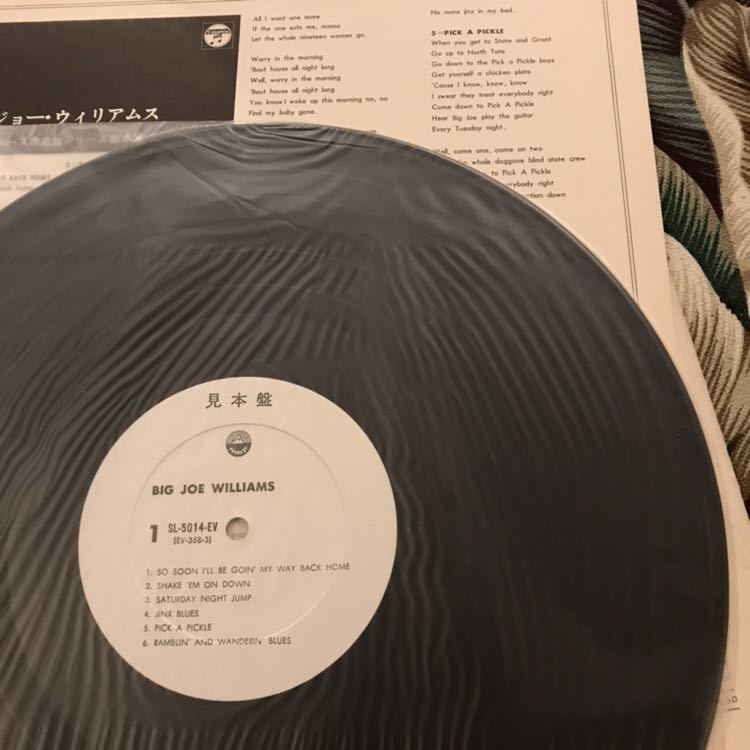 Columbia
ジョー・ウィリアムス
All I want one more
If the one suits me, mama
Let the whole nineteen women go.
Worry in the morning
'Bout house all night long
Well, worry in the morning
'Bout house all night long
You know I woke up this morning no, no
Find my baby gone.
No more jinx in my bed.
5—PICK A PICKLE
When you get to State and Grant
Go up to North Tate
Go down to the Pick o Pickle boys
Get yourself a chicken plate
'Cause I know, know, know
I swear they treat everybody right
Come down to Pick A Pickle
Hear Big Joe play the guitar
Every Tuesday night.
Well, come one, come on two
whole doggone blind state crew
to Pick A Pickle
everybody right
ction down
見本盤
BIG JOE WILLIAMS
1 SL-5014-EV
(EV-358-3)
1. SO SOON I'LL BE GOIN' MY WAY BACK HOME
2. SHAKE 'EM ON DOWN
3. SATURDAY NIGHT JUMP
4. JINX BLUES
5. PICK A PICKLE
6. RAMBLIN' AND WANDERIN' BLUES